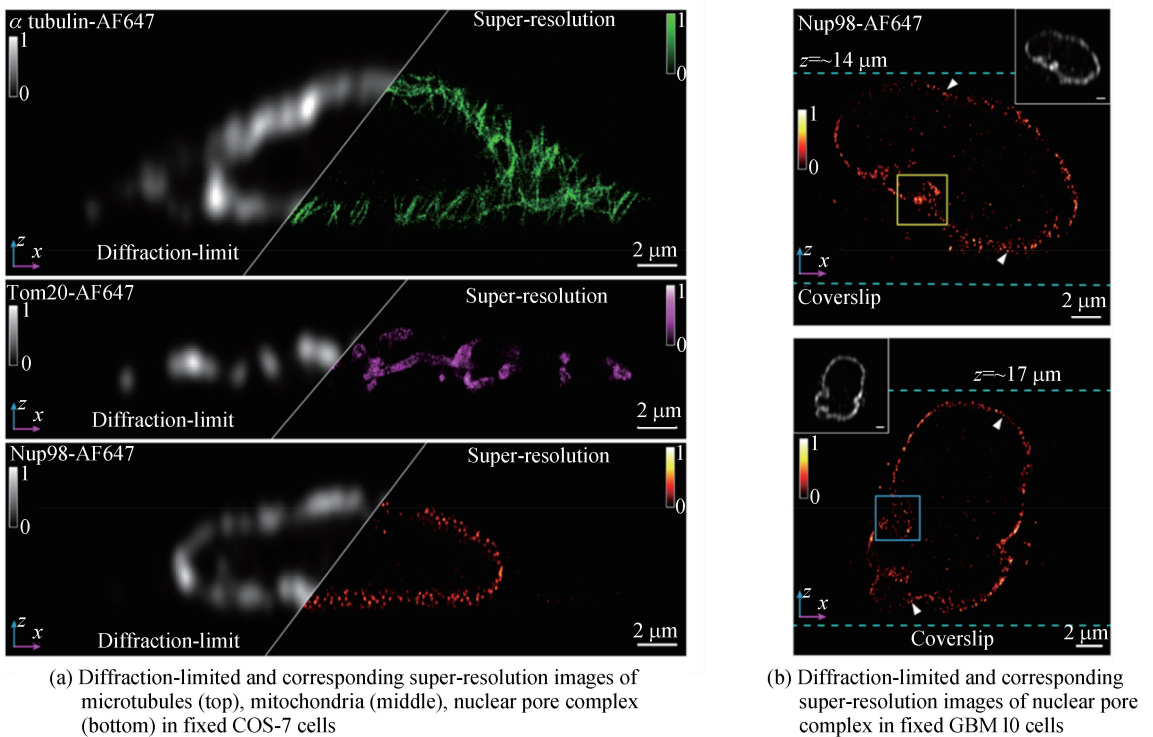 α tubulin-AF647
Super-resolution
1
0
1
0
Diffraction-limit
z
x
2 μm
Tom20-AF647
Super-resolution
1
0
1
0
Diffraction-limit
z
x
2 μm
Nup98-AF647
Super-resolution
1
0
1
0
Diffraction-limit
z
x
2 μm
(a) Diffraction-limited and corresponding super-resolution images of
microtubules (top), mitochondria (middle), nuclear pore complex
(bottom) in fixed COS-7 cells
Nup98-AF647
z=~14 μm
1
0
z
x
Coverslip
2 μm
z=~17 μm
1
0
z
x
Coverslip
2 μm
(b) Diffraction-limited and corresponding
super-resolution images of nuclear pore
complex in fixed GBM l0 cells